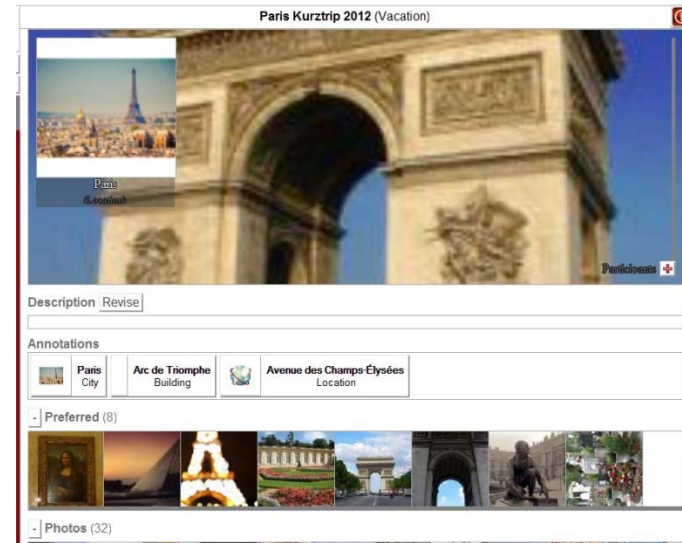 Paris Kurztrip 2012 (Vacation)
Paris
(Location)
Participants
Description Revise
Annotations
Paris
City
Arc de Triomphe
Building
Avenue des Champs-Élysées
Location
- Preferred (8)
- Photos (32)